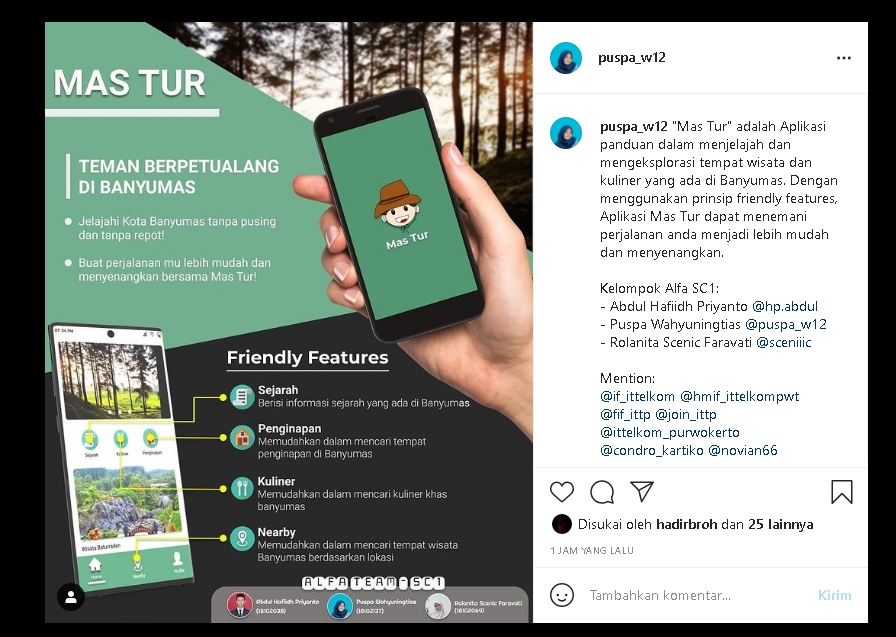 MAS TUR
TEMAN BERPETUALANG
DI BANYUMAS
Jelajahi Kota Banyumas tanpa pusing
dan tanpa repot!
Buat perjalanan mu lebih mudah dan
menyenangkan bersama Mas Tur!
Mas Tur
Friendly Features
Sejarah
Berisi informasi sejarah yang ada di Banyumas
Penginapan
Memudahkan dalam mencari tempat
penginapan di Banyumas
Kuliner
Memudahkan dalam mencari kuliner khas
banyumas
Nearby
Memudahkan dalam mencari tempat wisata
Banyumas berdasarkan lokasi
Sejarah
Kuliner
Penginapan
Wisata Baturraden
Home
Nearby
Profile
ALFA TEAM - SC1
Abdul Hafiidh Priyanto
(18102038)
Puspa Wahyuningtias
(18102137)
Rolanita Scenic Faravati
(18102069)
puspa_w12
puspa_w12 "Mas Tur" adalah Aplikasi
panduan dalam menjelajah dan
mengeksplorasi tempat wisata dan
kuliner yang ada di Banyumas. Dengan
menggunakan prinsip friendly features,
Aplikasi Mas Tur dapat menemani
perjalanan anda menjadi lebih mudah
dan menyenangkan.
Kelompok Alfa SC1:
- Abdul Hafiidh Priyanto @hp.abdul
- Puspa Wahyuningtias @puspa_w12
- Rolanita Scenic Faravati @sceniiic
Mention:
@if_ittelkom @hmif_ittelkompwt
@fif_ittp @join_ittp
@ittelkom_purwokerto
@condro_kartiko @novian66
Disukai oleh hadirbroh dan 25 lainnya
1 JAM YANG LALU
Tambahkan komentar...
Kirim